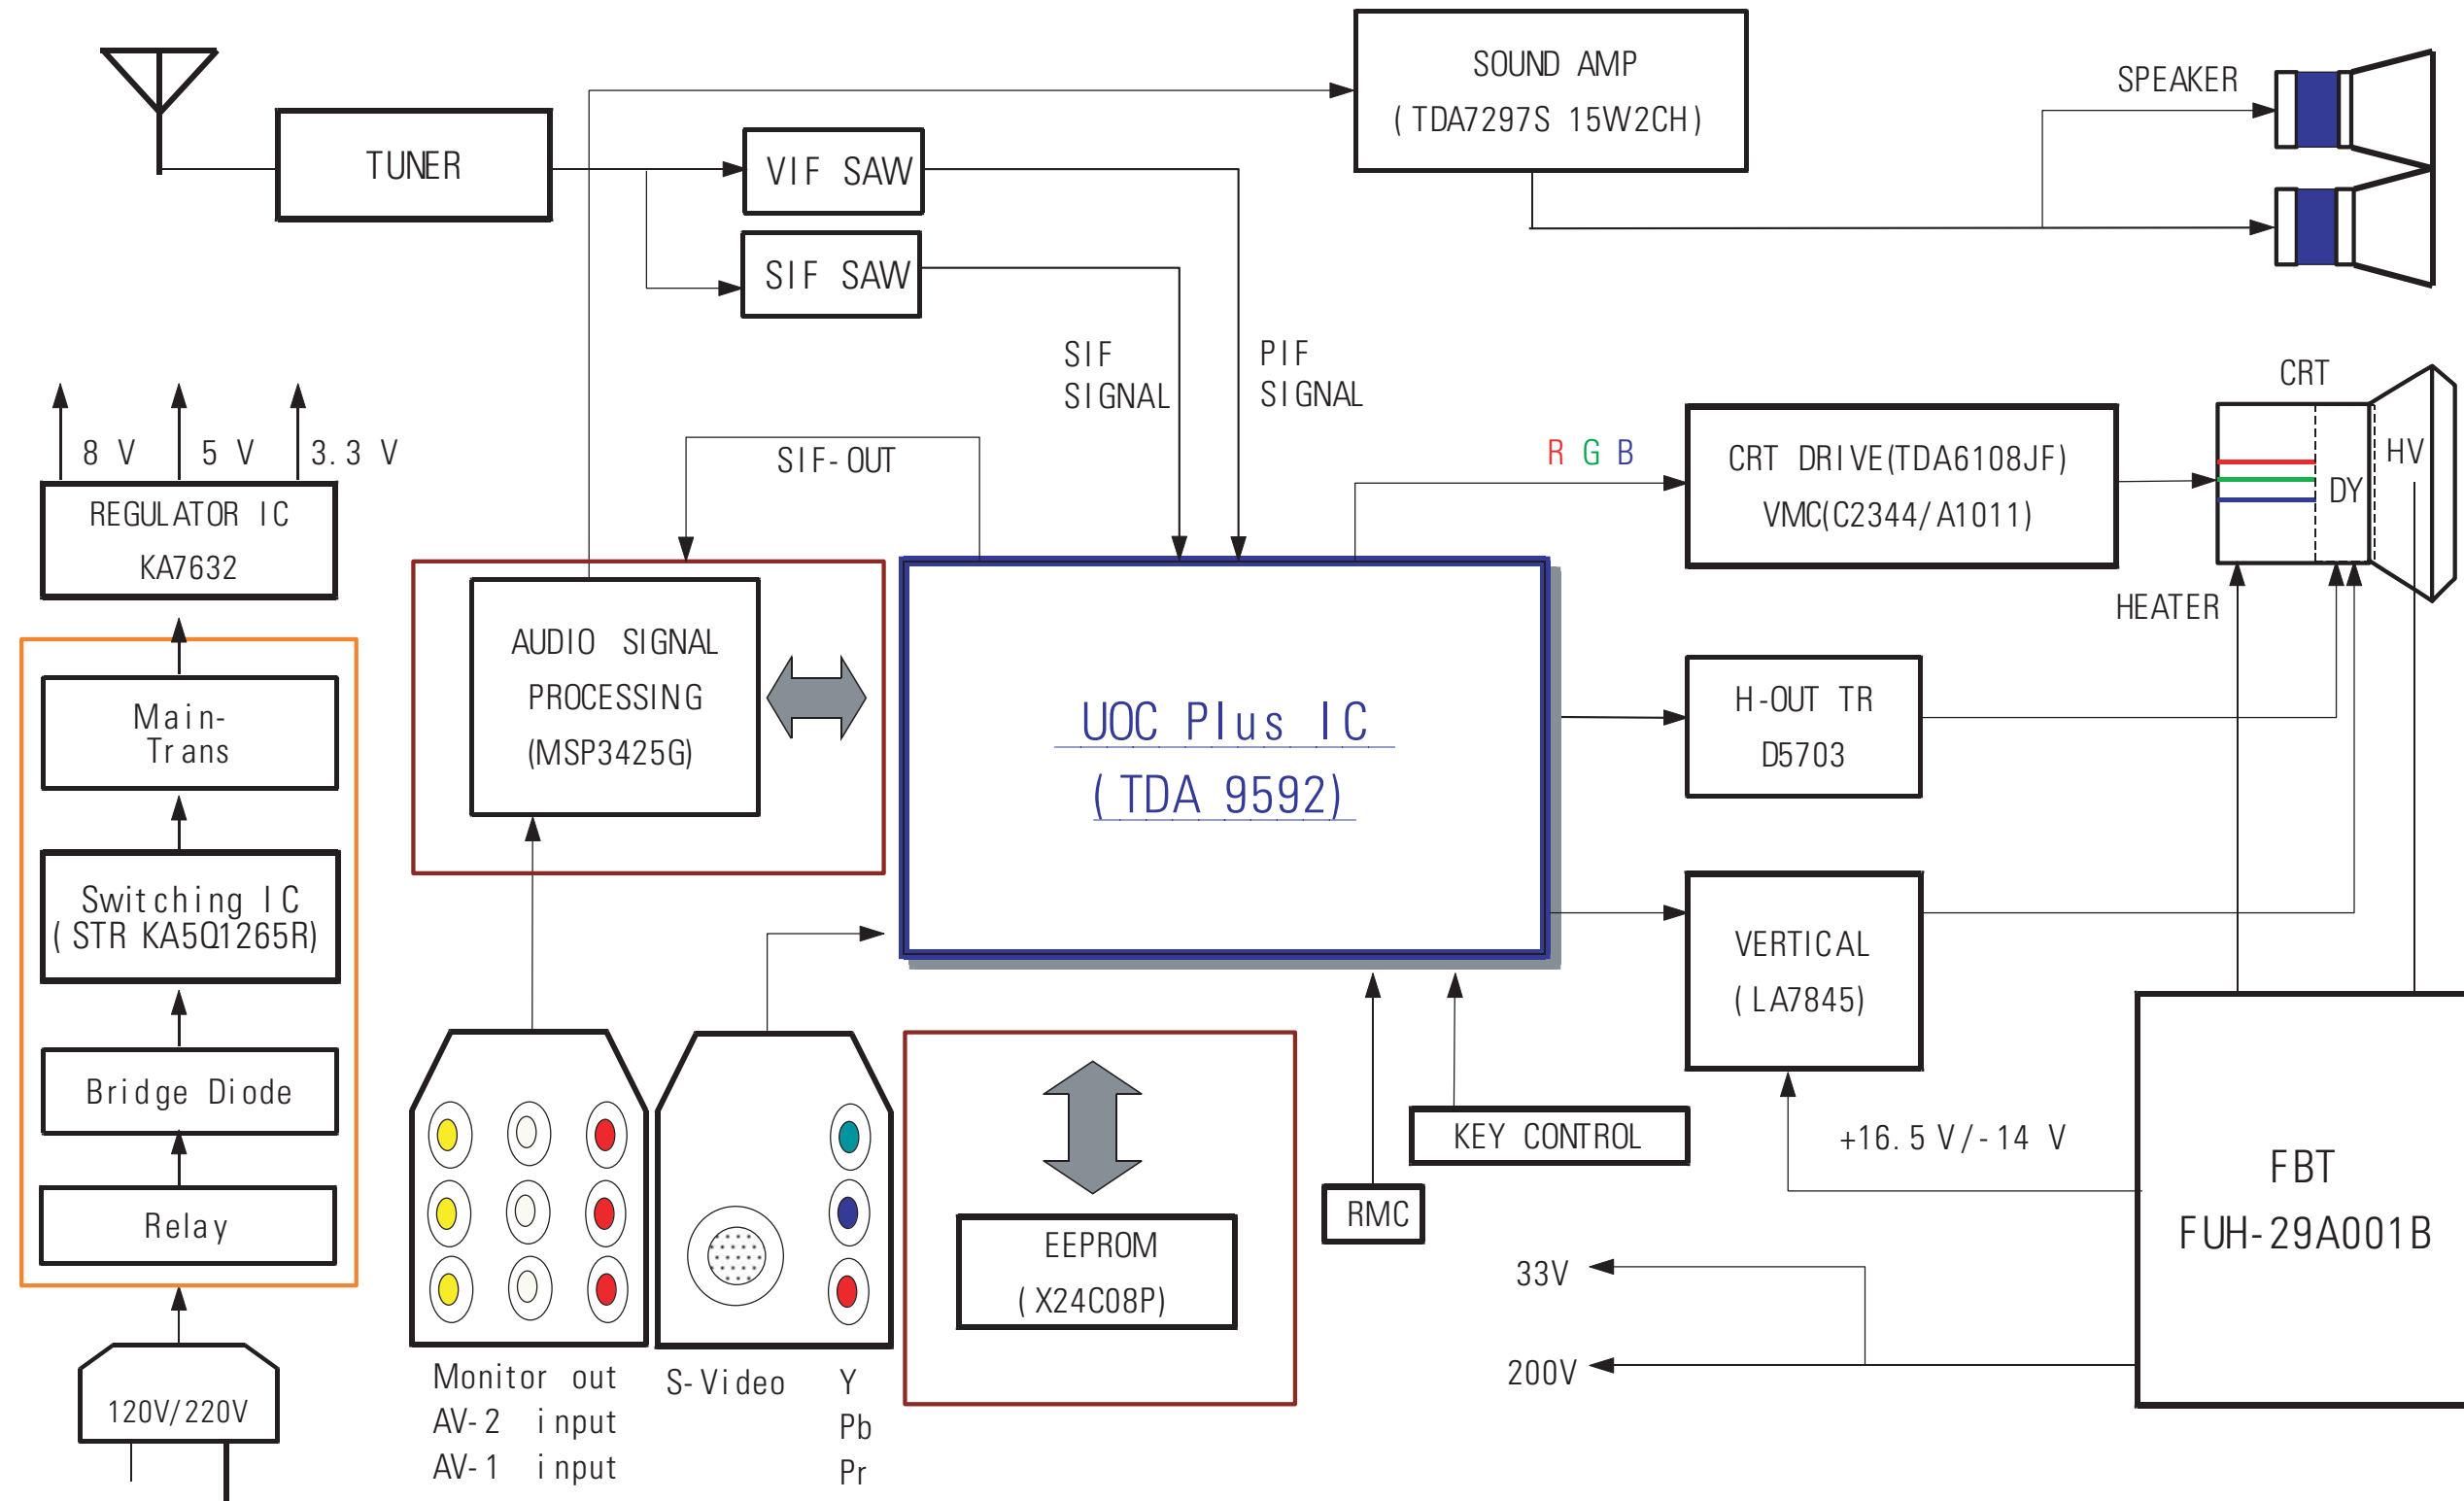 SOUND AMP
(TDA7297S 15W2CH)
SPEAKER
TUNER
VIF SAW
SIF SAW
SIF
SIGNAL
PIF
SIGNAL
CRT
8 V
5 V
3.3 V
SIF-OUT
R G B
CRT DRIVE(TDA6108JF)
VMC(C2344/A1011)
DY
HV
REGULATOR IC
KA7632
HEATER
AUDIO SIGNAL
PROCESSING
(MSP3425G)
UOC Plus IC
(TDA 9592)
H-OUT TR
D5703
Main-
Trans
Switching IC
(STR KA5Q1265R)
VERTICAL
(LA7845)
Bridge Diode
KEY CONTROL
+16.5 V/-14 V
FBT
FUH-29A001B
Relay
RMC
EEPROM
(X24C08P)
33V
200V
120V/220V
Monitor out
AV-2 input
AV-1 input
S-Video
Y
Pb
Pr